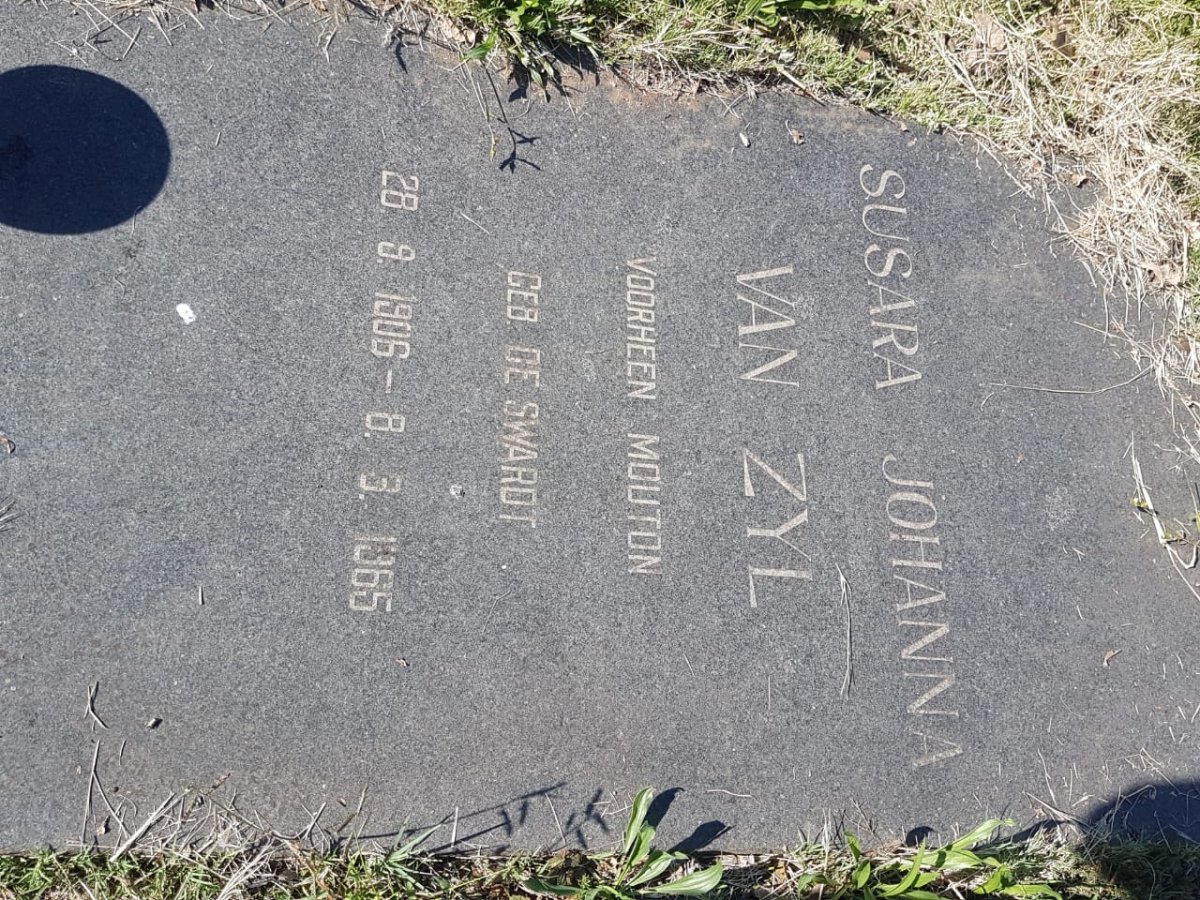 SUSARA JOHANNA
VAN ZYL
VOORHEEN MOUTON
GEB. DE SWARDT
28. 9. 1906 – 8. 3. 1965